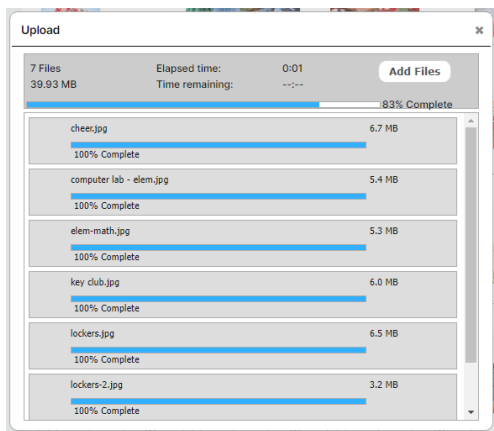 Upload
7 Files Elapsed time: 0:01 Add Files
39.93 MB Time remaining: --:--
83% Complete
cheer.jpg 6.7 MB
100% Complete
computer lab - elem.jpg 5.4 MB
100% Complete
elem-math.jpg 5.3 MB
100% Complete
key club.jpg 6.0 MB
100% Complete
lockers.jpg 6.5 MB
100% Complete
lockers-2.jpg 3.2 MB
100% Complete